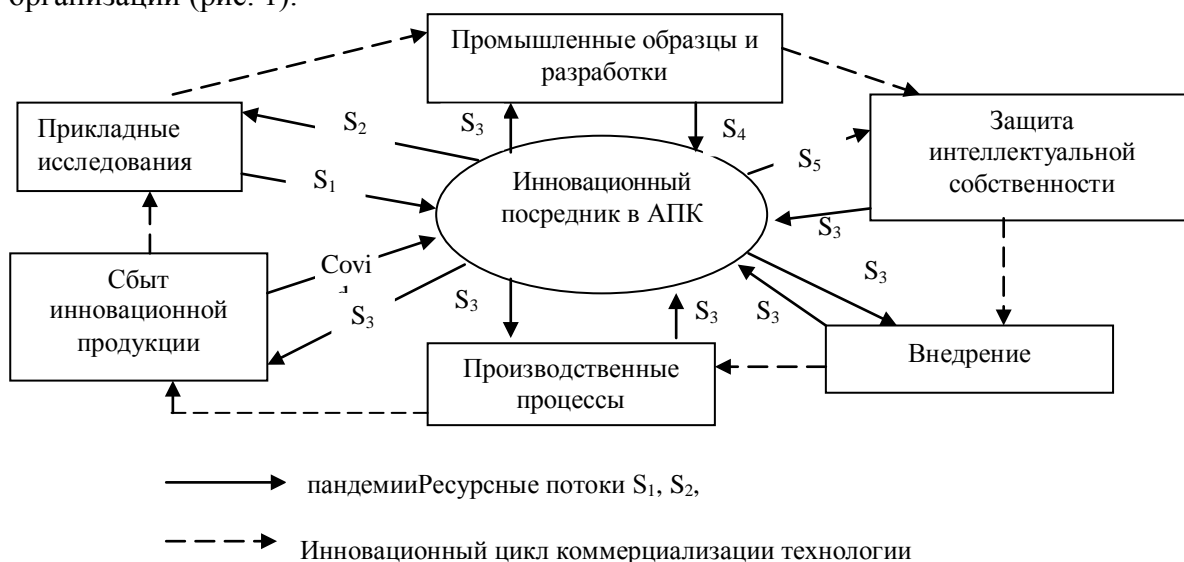 организации (рис. 1).
Промышленные образцы и
разработки
Прикладные
исследования
S₂
S₃
S₄
S₅
Защита
интеллектуальной
собственности
S₁
Инновационный
посредник в АПК
S₃
Сбыт
инновационной
продукции
Covi
S₃
S₃
S₃
S₃
S₃
Производственные
процессы
Внедрение
пандемииРесурсные потоки S₁, S₂,
Инновационный цикл коммерциализации технологии